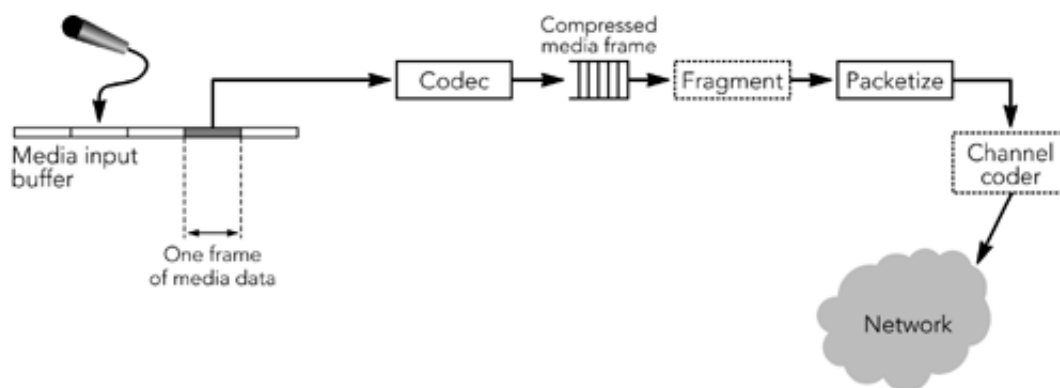 Compressed
media frame
Codec
Fragment
Packetize
Media input
buffer
Channel
coder
One frame
of media data
Network